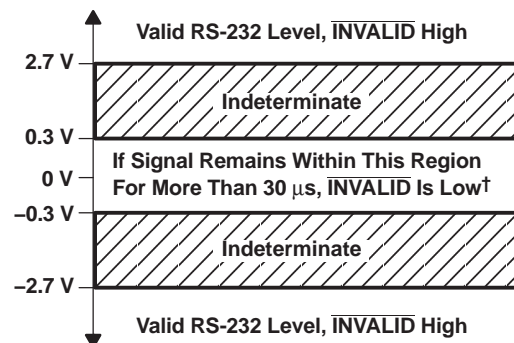 Valid RS-232 Level, INVALID High
2.7 V
Indeterminate
0.3 V
If Signal Remains Within This Region
0 V
For More Than 30 μs, INVALID Is Low†
–0.3 V
Indeterminate
–2.7 V
Valid RS-232 Level, INVALID High